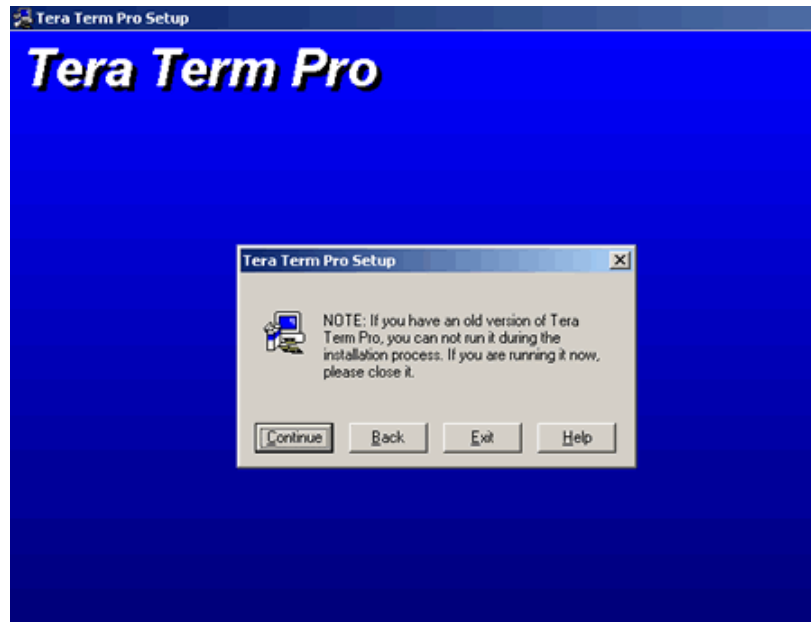 Tera Term Pro Setup
Tera Term Pro
Tera Term Pro Setup
NOTE: If you have an old version of Tera
Term Pro, you can not run it during the
installation process. If you are running it now,
please close it.
Continue Back Exit Help